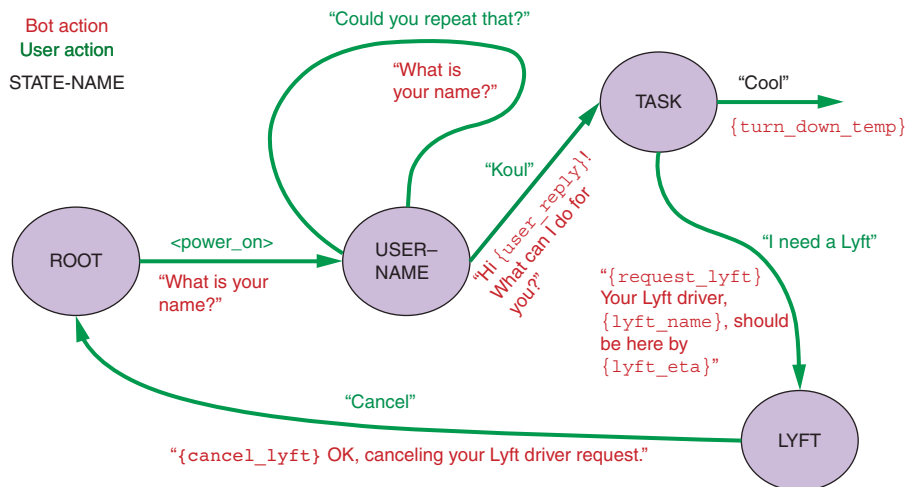 Bot action
User action
STATE-NAME
“Could you repeat that?”
“What is
your name?”
TASK
“Cool”
{turn_down_temp}
“Koul”
“Hi {user_reply}!
What can I do for
you?”
ROOT
<power_on>
“What is your
name?”
USER–
NAME
“I need a Lyft”
“{request_lyft}
Your Lyft driver,
{lyft_name}, should
be here by
{lyft_eta}”
“Cancel”
“{cancel_lyft} OK, canceling your Lyft driver request.”
LYFT